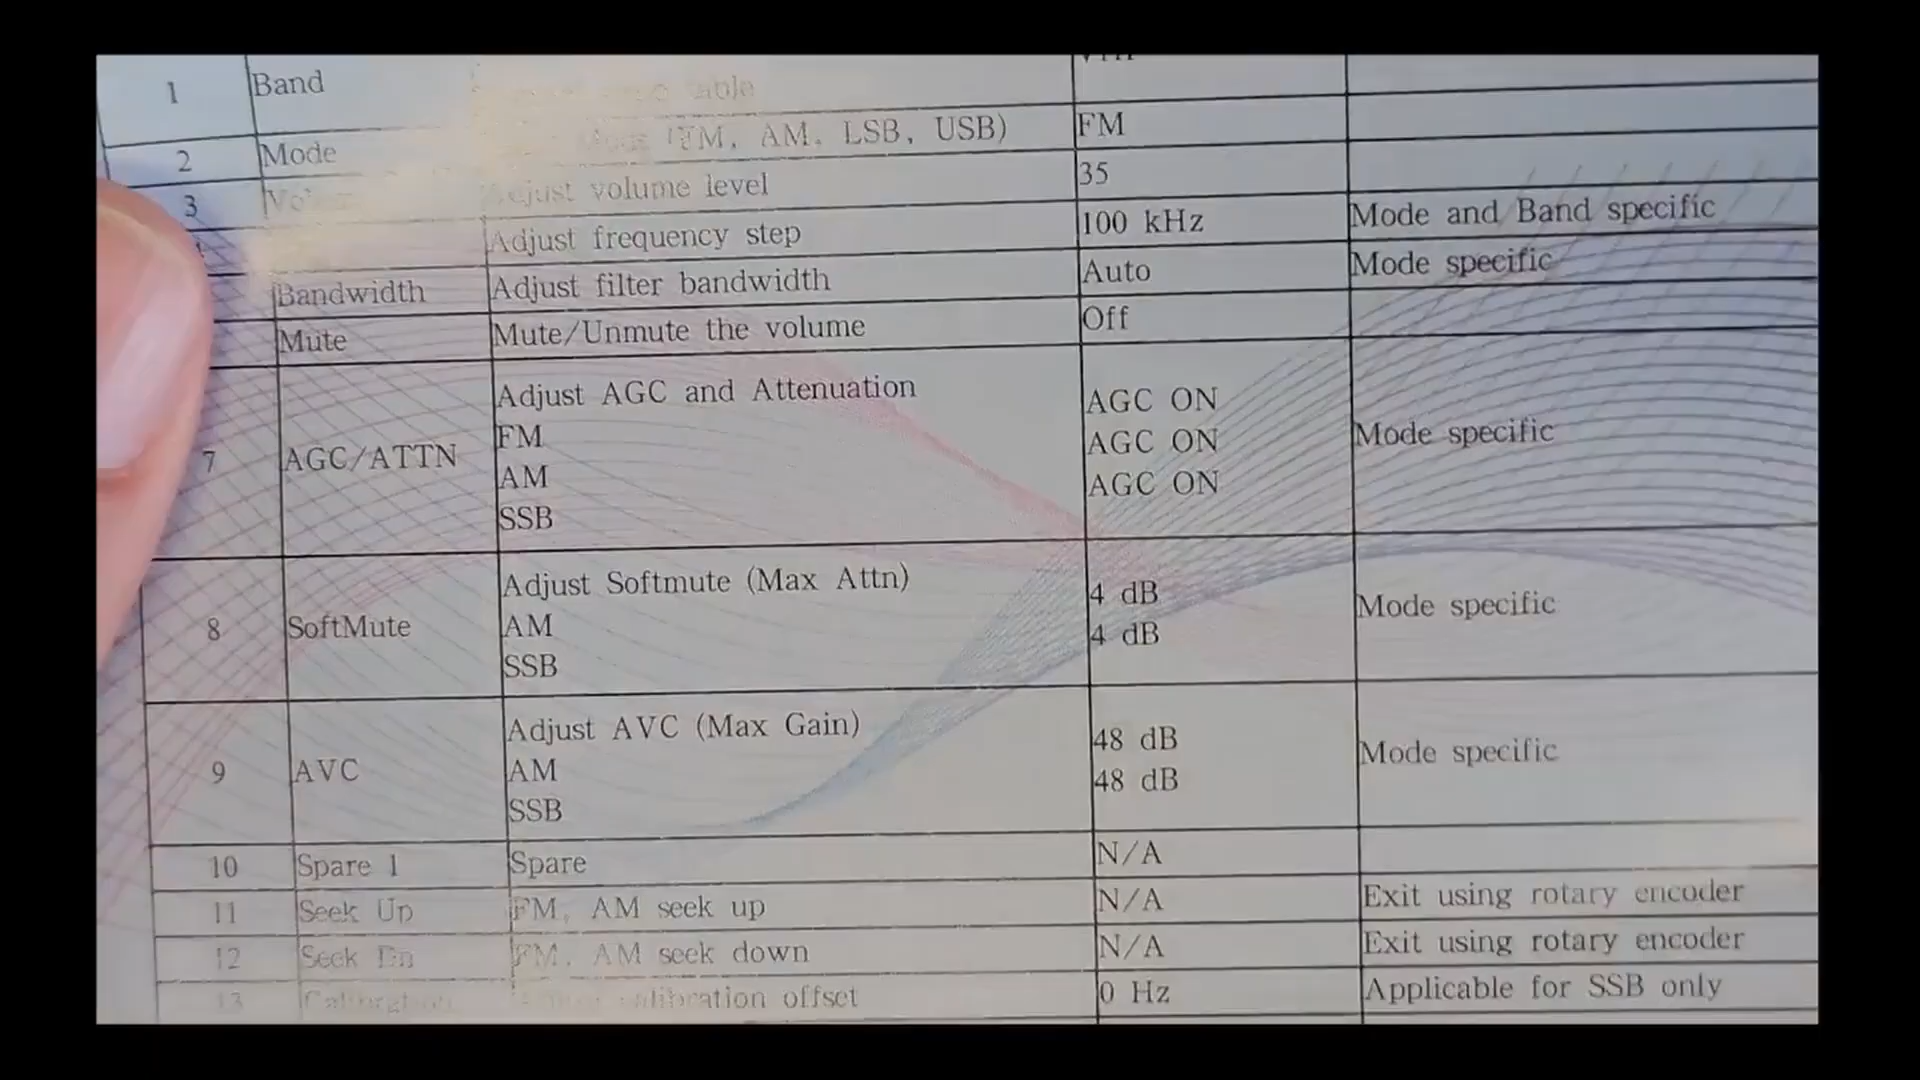 1 Band
2 Mode (FM, AM, LSB, USB) FM
3 Adjust volume level 35
Adjust frequency step 100 kHz Mode and Band specific
Bandwidth Adjust filter bandwidth Auto Mode specific
Mute Mute/Unmute the volume Off
7 AGC/ATTN Adjust AGC and Attenuation
FM
AM
SSB
AGC ON
AGC ON
AGC ON
Mode specific
8 SoftMute Adjust Softmute (Max Attn)
AM
SSB
4 dB
4 dB
Mode specific
9 AVC Adjust AVC (Max Gain)
AM
SSB
48 dB
48 dB
Mode specific
10 Spare 1 Spare N/A
11 Seek Up FM, AM seek up N/A Exit using rotary encoder
12 Seek Dn FM, AM seek down N/A Exit using rotary encoder
13 Calibration calibration offset 0 Hz Applicable for SSB only